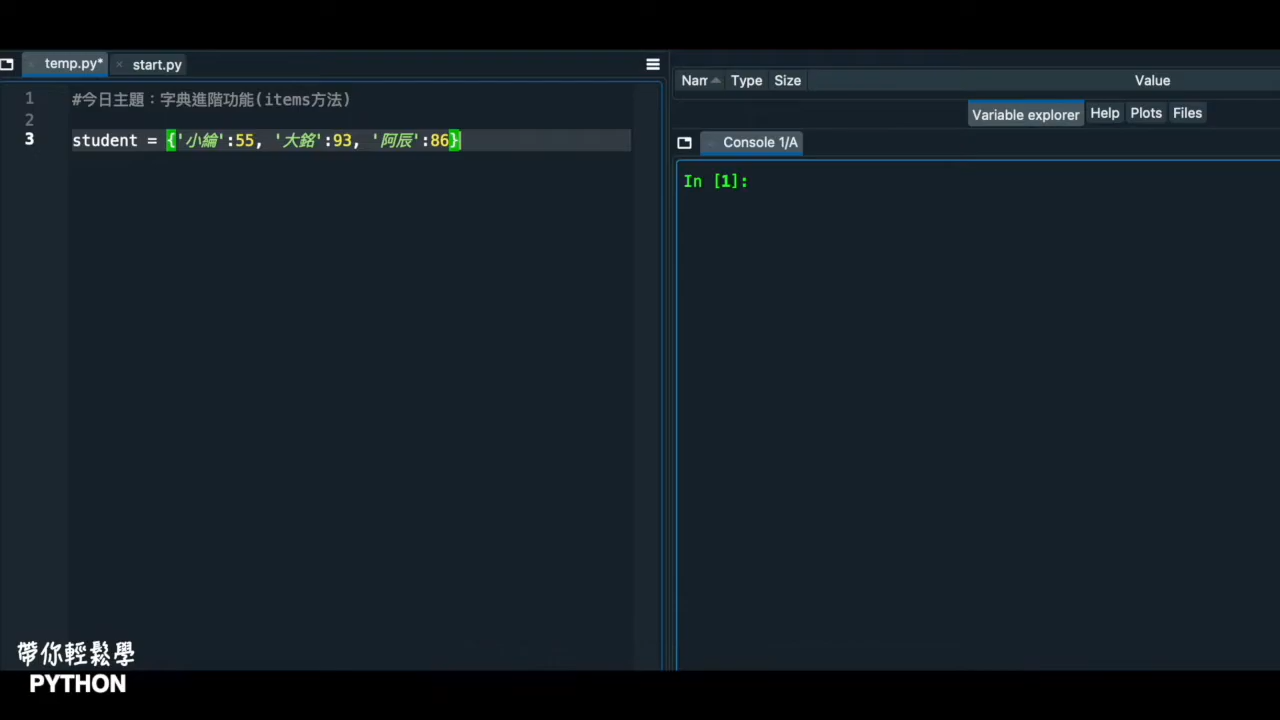 temp.py*
start.py
1 #今日主題：字典進階功能(items方法)
2
3 student = {'小綸':55, '大銘':93, '阿辰':86}
Nam Type Size Value
Variable explorer Help Plots Files
Console 1/A
In [1]:
帶你輕鬆學
PYTHON